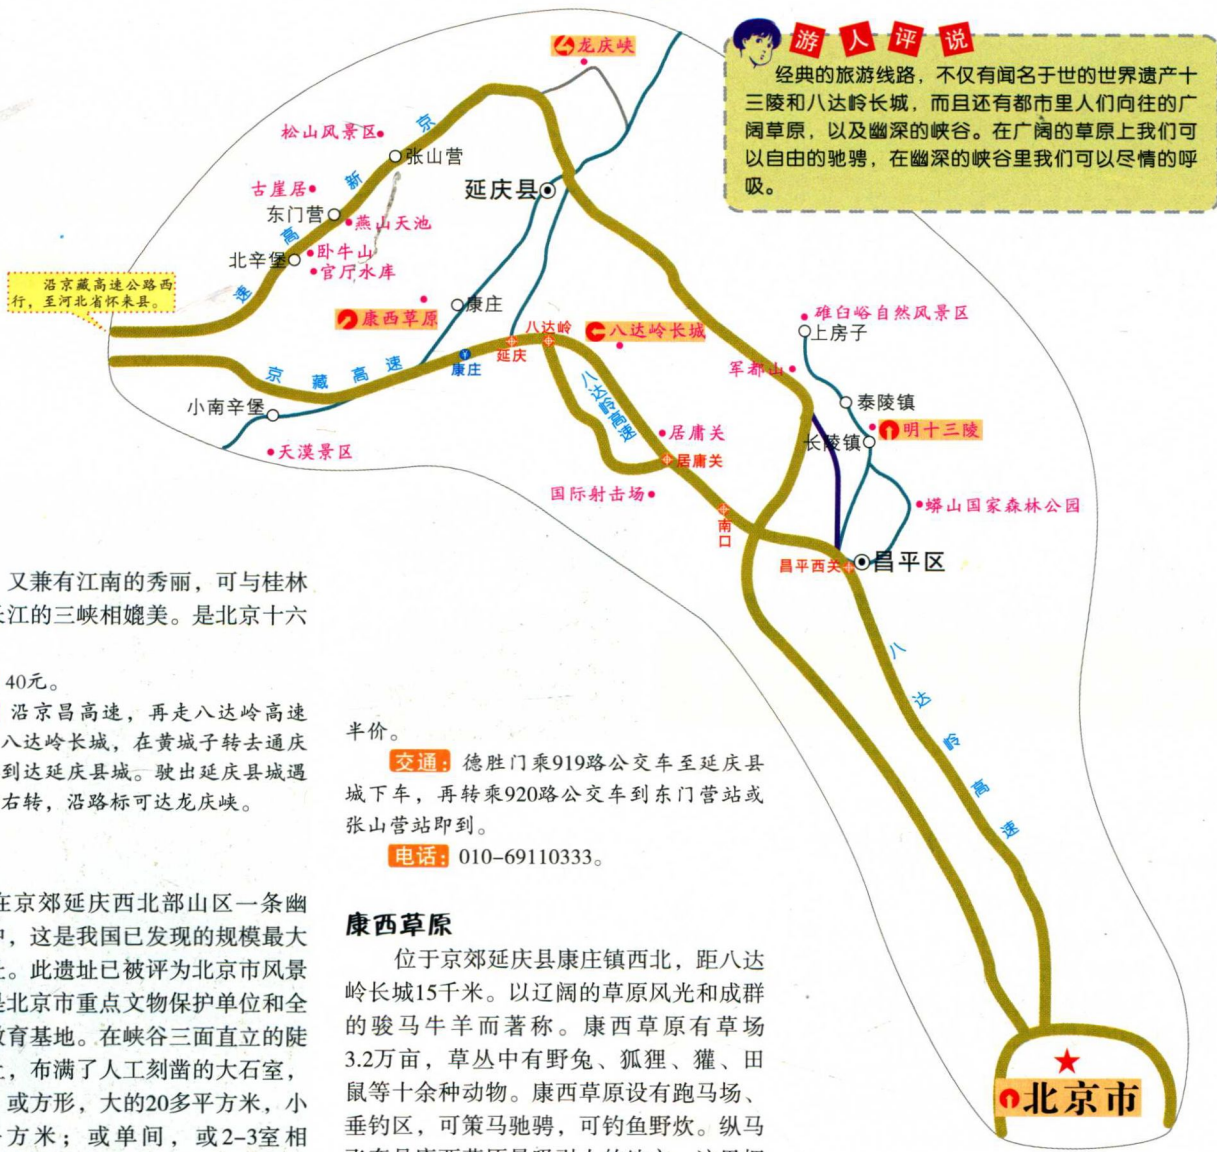 游人评说
经典的旅游线路，不仅有闻名于世的世界遗产十
三陵和八达岭长城，而且还有都市里人们向往的广
阔草原，以及幽深的峡谷。在广阔的草原上我们可
以自由的驰骋，在幽深的峡谷里我们可以尽情的呼
吸。
龙庆峡
松山风景区
京
张山营
新
古崖居
延庆县
东门营
燕山天池
高
北辛堡
卧牛山
官厅水库
速
沿京藏高速公路西
行，至河北省怀来县。
康庄
康西草原
八达岭
八达岭长城
碓臼峪自然风景区
上房子
延庆
康庄
京藏高速
军都山
八达岭高速
小南辛堡
泰陵镇
天漠景区
居庸关
居庸关
长陵镇
明十三陵
国际射击场
蟒山国家森林公园
南口
昌平西关
昌平区
八达岭高速
北京市
又兼有江南的秀丽，可与桂林
长江的三峡相媲美。是北京十六
40元。
沿京昌高速，再走八达岭高速
八达岭长城，在黄城子转去通庆
到达延庆县城。驶出延庆县城遇
右转，沿路标可达龙庆峡。
在京郊延庆西北部山区一条幽
中，这是我国已发现的规模最大
址。此遗址已被评为北京市风景
是北京市重点文物保护单位和全
教育基地。在峡谷三面直立的陡
上，布满了人工刻凿的大石室，
或方形，大的20多平方米，小
方米；或单间，或2-3室相
半价。
交通：德胜门乘919路公交车至延庆县
城下车，再转乘920路公交车到东门营站或
张山营站即到。
电话：010-69110333。
康西草原
位于京郊延庆县康庄镇西北，距八达
岭长城15千米。以辽阔的草原风光和成群
的骏马牛羊而著称。康西草原有草场
3.2万亩，草丛中有野兔、狐狸、獾、田
鼠等十余种动物。康西草原设有跑马场、
垂钓区，可策马驰骋，可钓鱼野炊。纵马